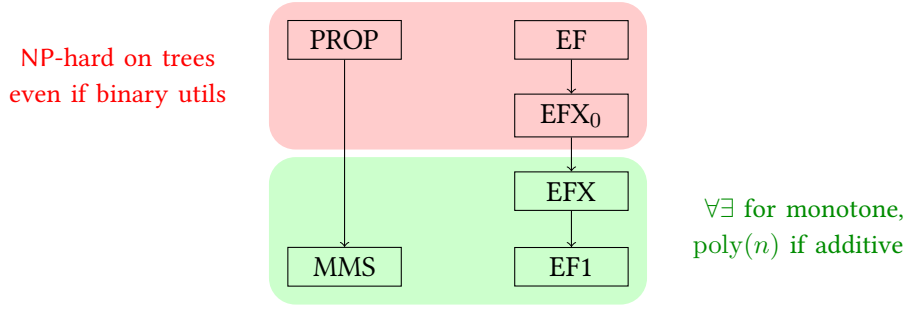 NP-hard on trees
even if binary utils
PROP
EF
EFX₀
EFX
MMS
EF1
∀∃ for monotone,
poly(n) if additive